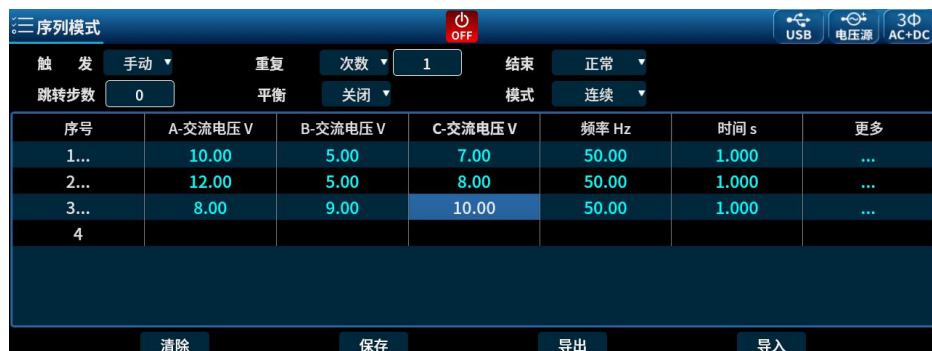 序列模式 OFF USB 电压源 3Φ AC+DC
触 发 手动 重复 次数 1 结束 正常
跳转步数 0 平衡 关闭 模式 连续
序号 A-交流电压 V B-交流电压 V C-交流电压 V 频率 Hz 时间 s 更多
1... 10.00 5.00 7.00 50.00 1.000 ...
2... 12.00 5.00 8.00 50.00 1.000 ...
3... 8.00 9.00 10.00 50.00 1.000 ...
4
清除 保存 导出 导入